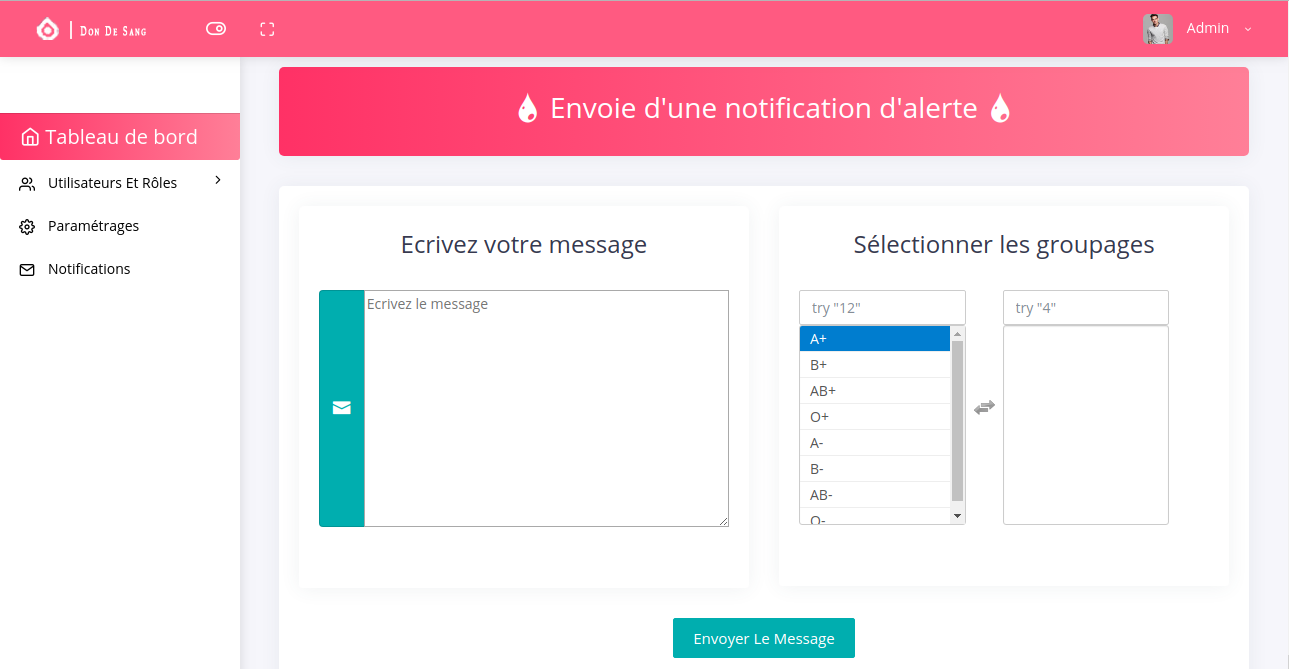 Don De Sang
Admin
Envoie d'une notification d'alerte
Tableau de bord
Utilisateurs Et Rôles
Paramétrages
Notifications
Ecrivez votre message
Ecrivez le message
Sélectionner les groupages
try "12"
try "4"
A+
B+
AB+
O+
A-
B-
AB-
O-
Envoyer Le Message